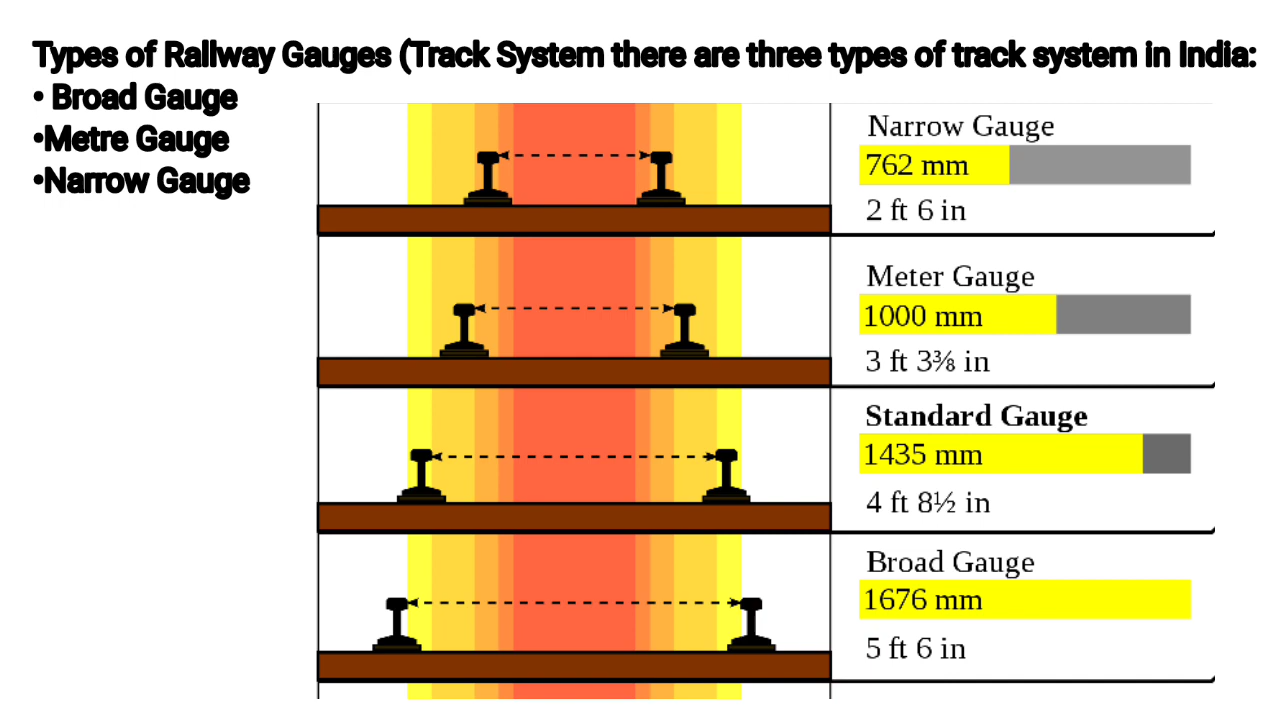 Types of Railway Gauges (Track System there are three types of track system in India:
• Broad Gauge
•Metre Gauge
•Narrow Gauge
Narrow Gauge
762 mm
2 ft 6 in
Meter Gauge
1000 mm
3 ft 3⅜ in
Standard Gauge
1435 mm
4 ft 8½ in
Broad Gauge
1676 mm
5 ft 6 in